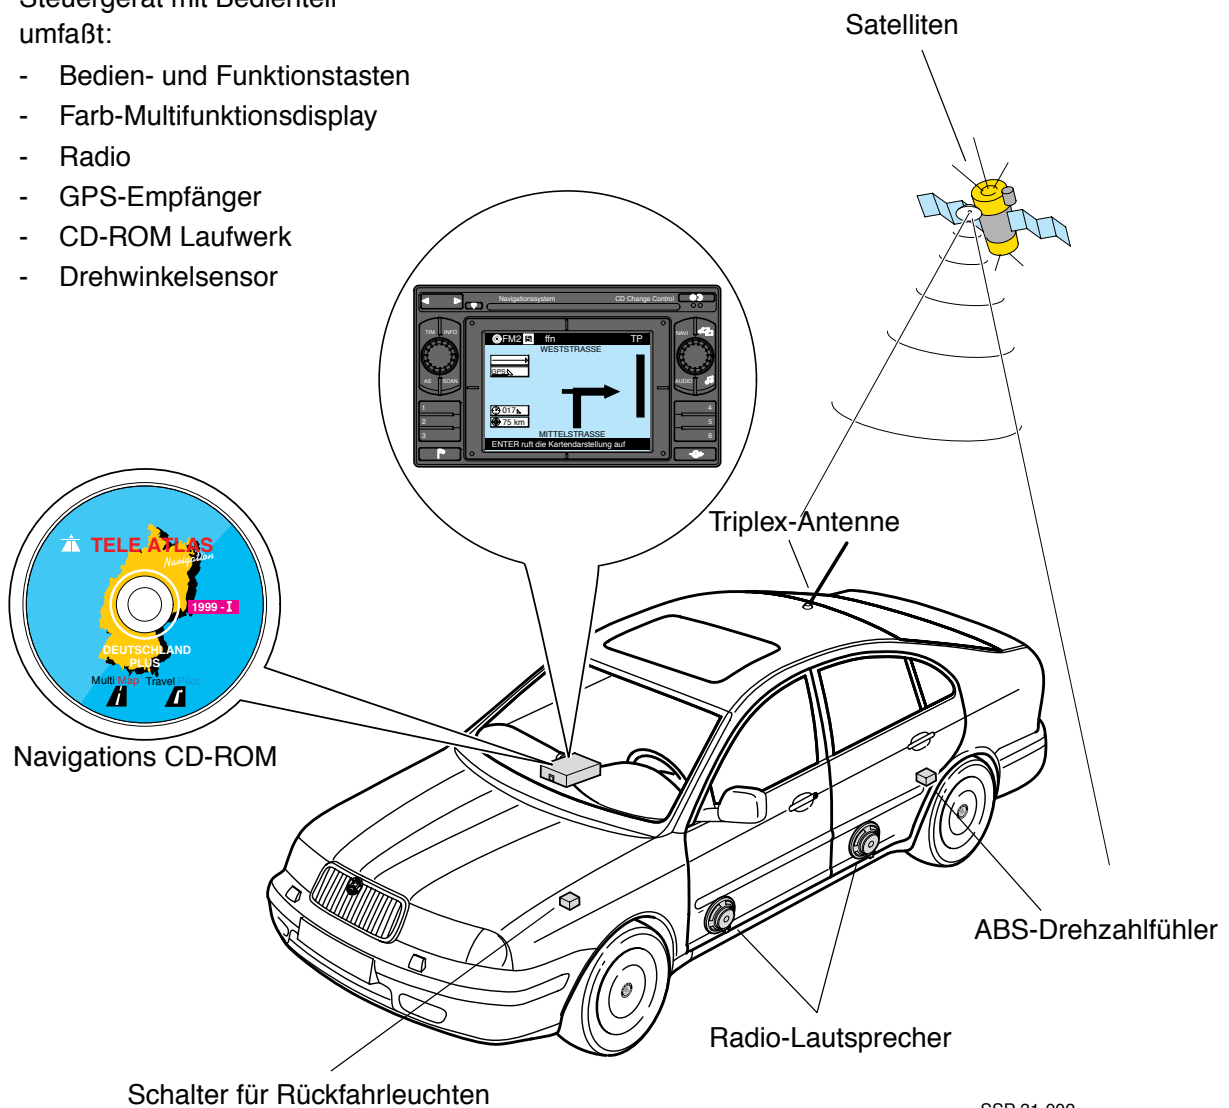 Steuergerät mit Bedienteil
umfaßt:
- Bedien- und Funktionstasten
- Farb-Multifunktionsdisplay
- Radio
- GPS-Empfänger
- CD-ROM Laufwerk
- Drehwinkelsensor
Satelliten
Navigationssystem CD Change Control
TIM INFO
NAVI
AS SCAN
AUDIO
1
2
3
4
5
6
FM2 ffn TP
WESTSTRASSE
GPS
017
75 km
MITTELSTRASSE
ENTER ruft die Kartendarstellung auf
Triplex-Antenne
TELE ATLAS
Navigation
1999 - I
DEUTSCHLAND
PLUS
Multi Map Travel Pilot
Navigations CD-ROM
ABS-Drehzahlfühler
Radio-Lautsprecher
Schalter für Rückfahrleuchten